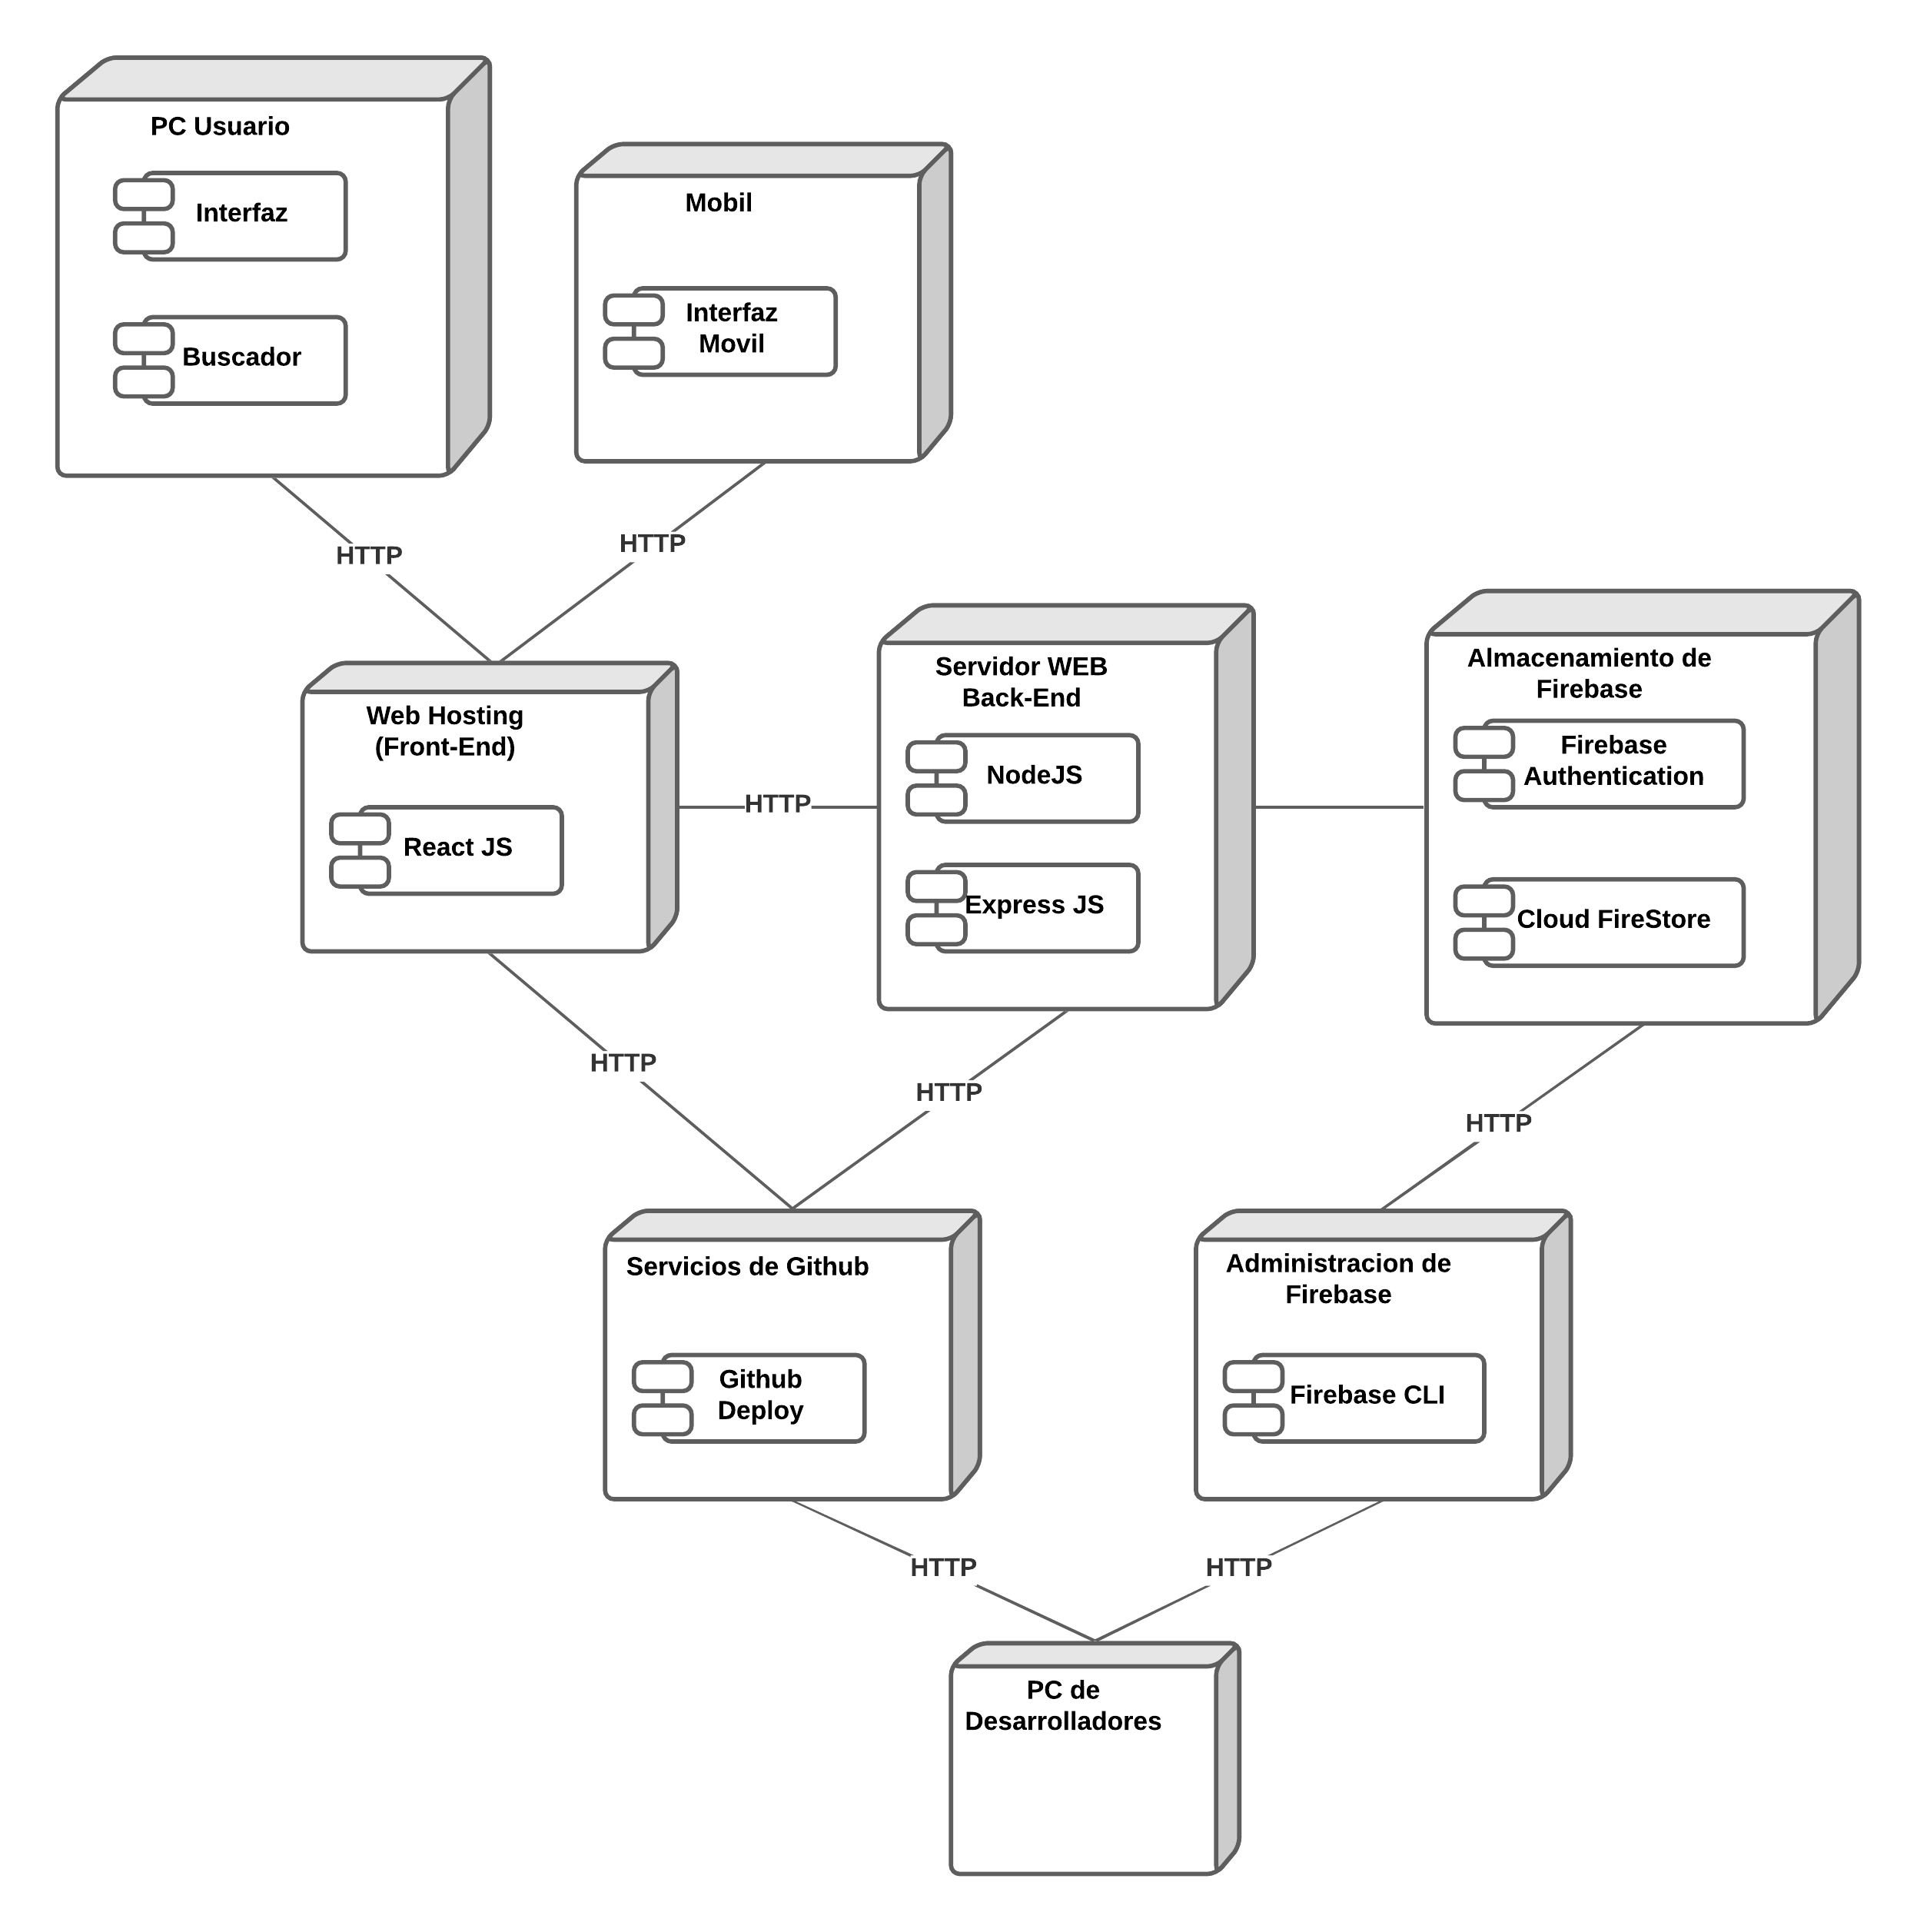 PC Usuario
Interfaz
Buscador
Mobil
Interfaz
Movil
HTTP
HTTP
Web Hosting
(Front-End)
React JS
HTTP
Servidor WEB
Back-End
NodeJS
Express JS
Almacenamiento de
Firebase
Firebase
Authentication
Cloud FireStore
HTTP
HTTP
HTTP
Servicios de Github
Github
Deploy
Administracion de
Firebase
Firebase CLI
HTTP
HTTP
PC de
Desarrolladores